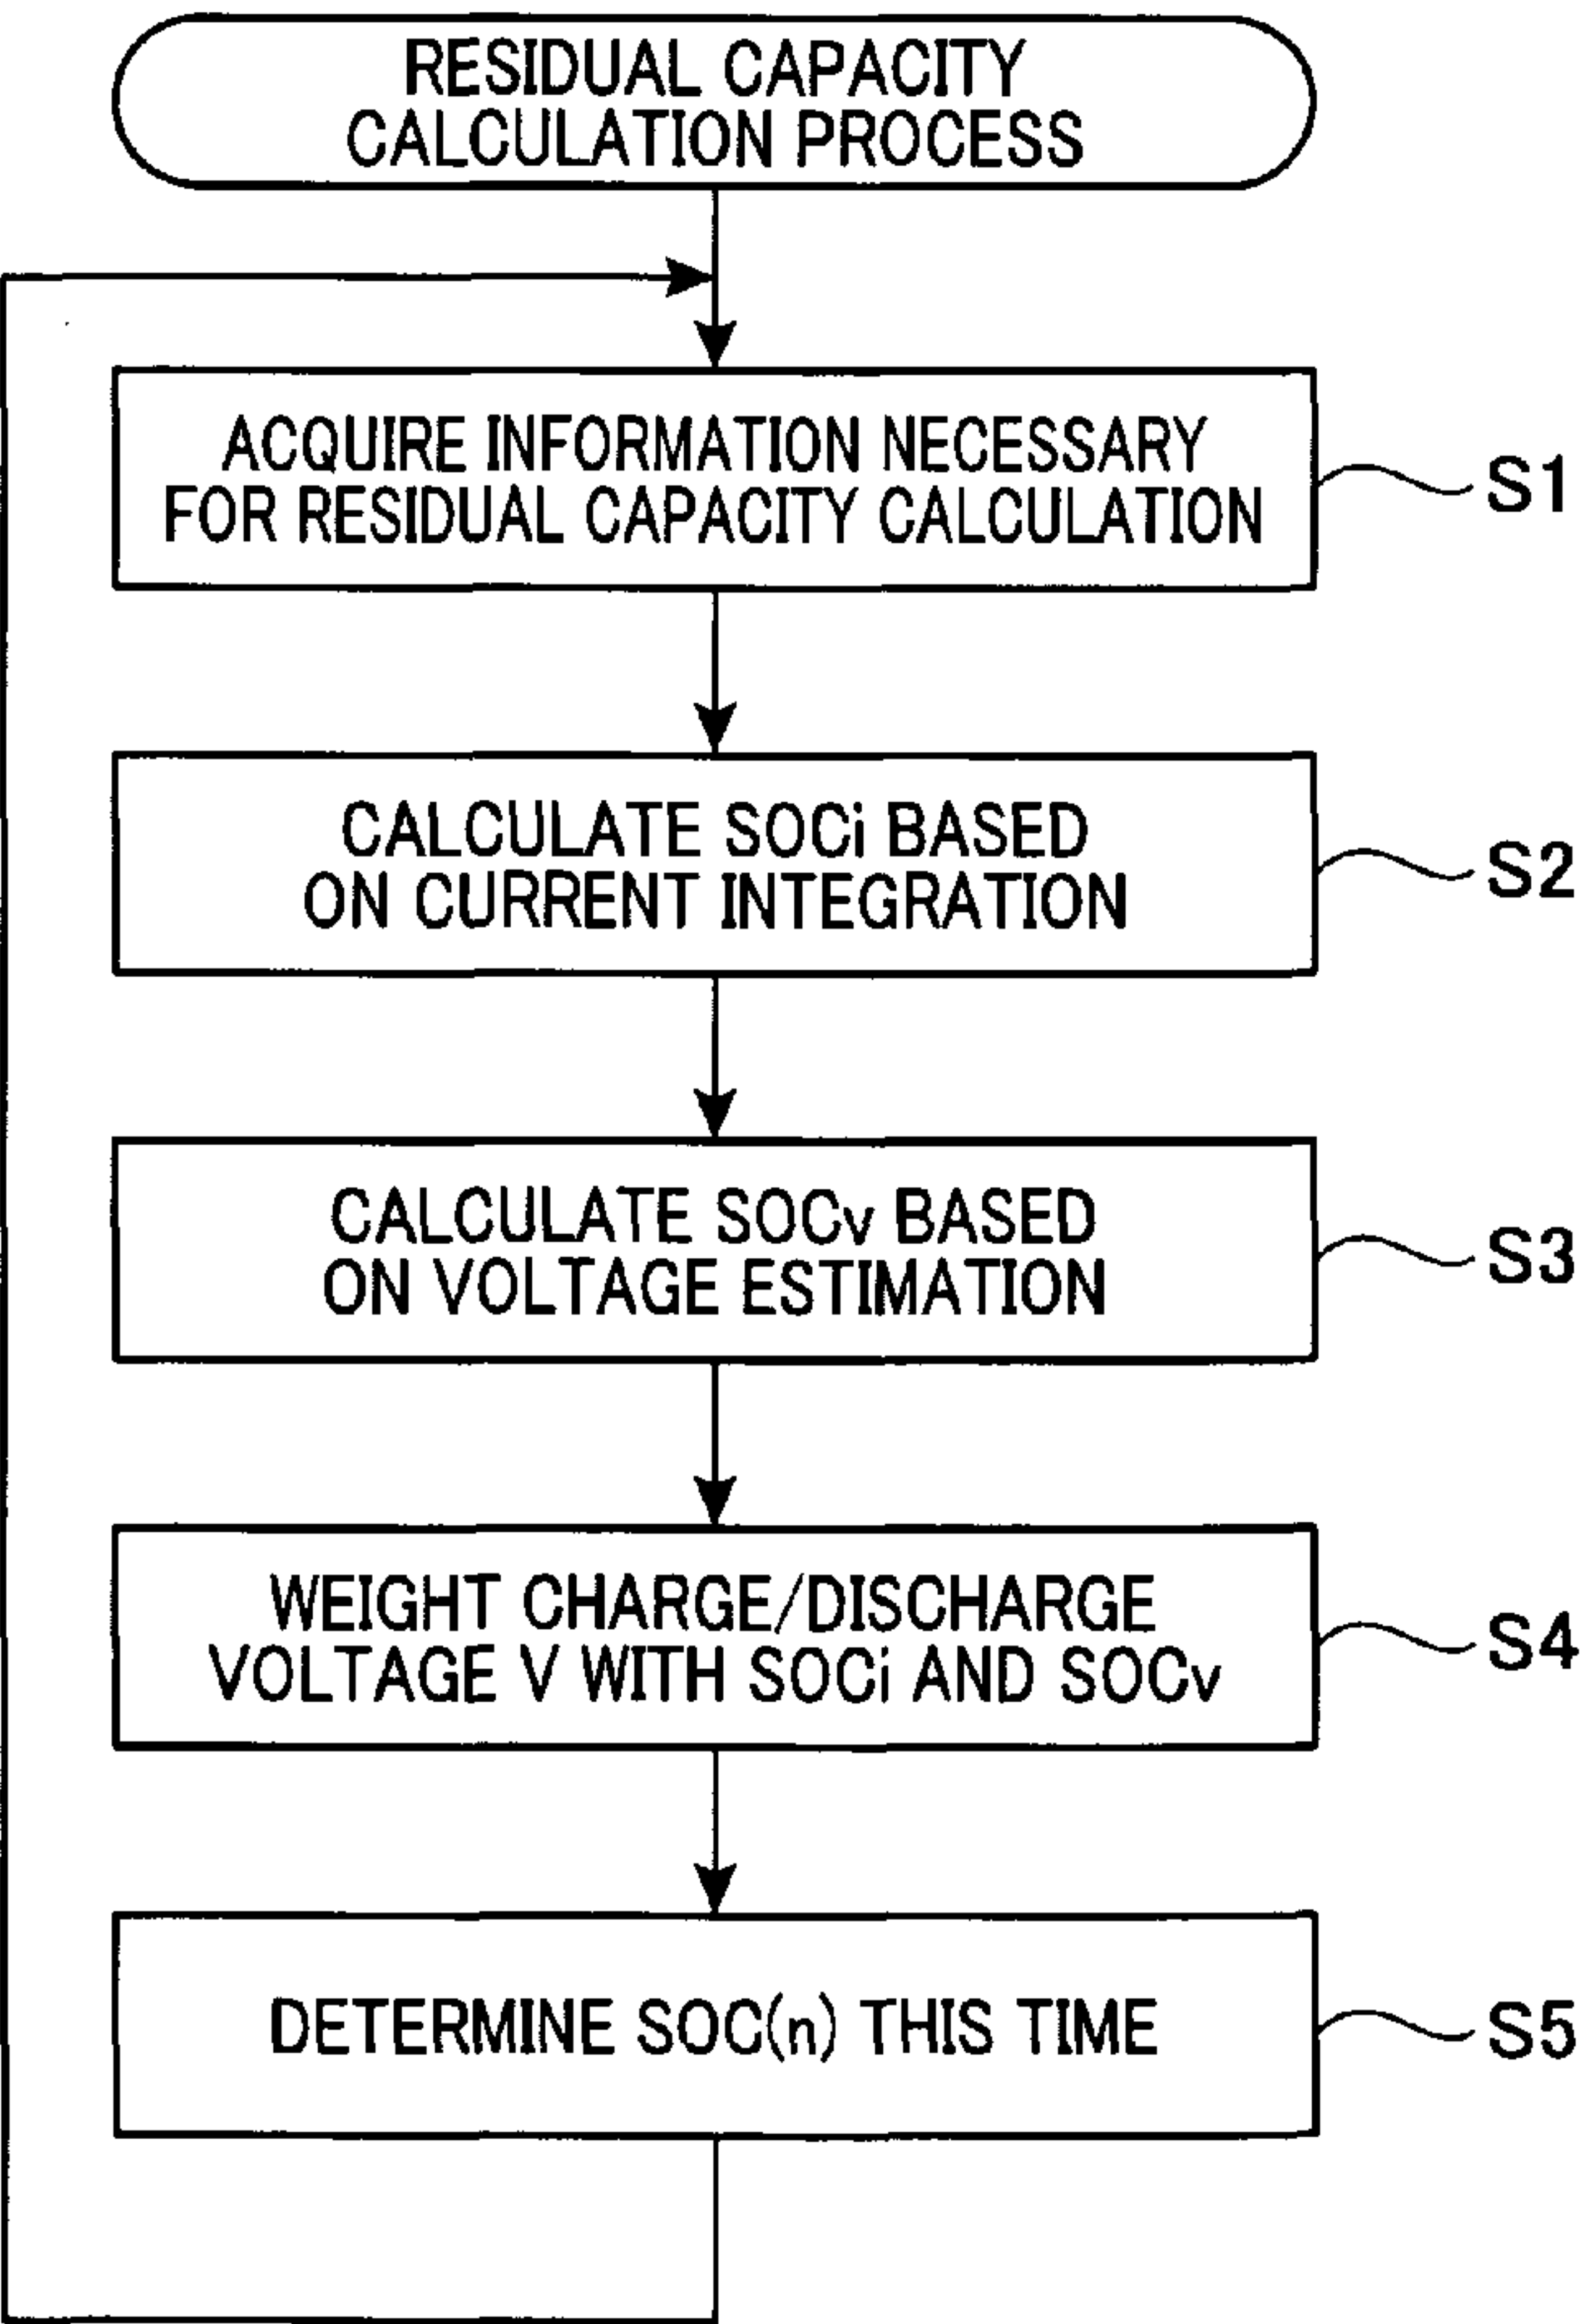 RESIDUAL CAPACITY
CALCULATION PROCESS
ACQUIRE INFORMATION NECESSARY
FOR RESIDUAL CAPACITY CALCULATION
S1
CALCULATE SOCi BASED
ON CURRENT INTEGRATION
S2
CALCULATE SOCv BASED
ON VOLTAGE ESTIMATION
S3
WEIGHT CHARGE/DISCHARGE
VOLTAGE V WITH SOCi AND SOCv
S4
DETERMINE SOC(n) THIS TIME
S5